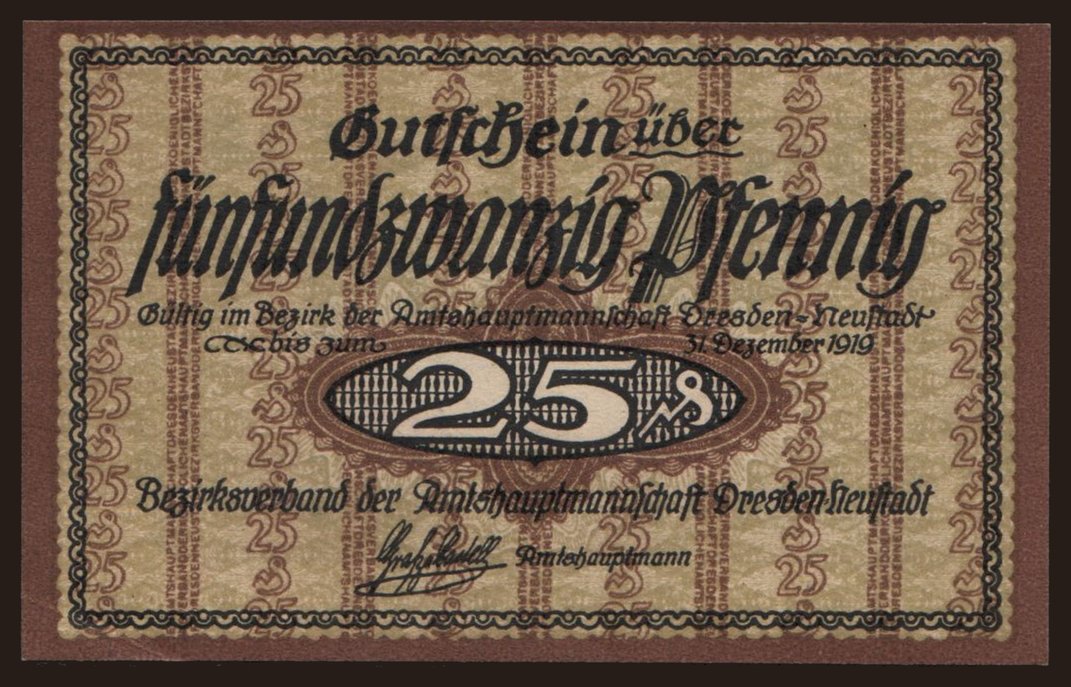 Gutschein über
fünfundzwanzig Pfennig
Gültig im Bezirk der Amtshauptmannschaft Dresden=Neustadt
bis zum 31. Dezember 1919
25 ₰
Bezirksverband der Amtshauptmannschaft Dresden Neustadt
Amtshauptmann